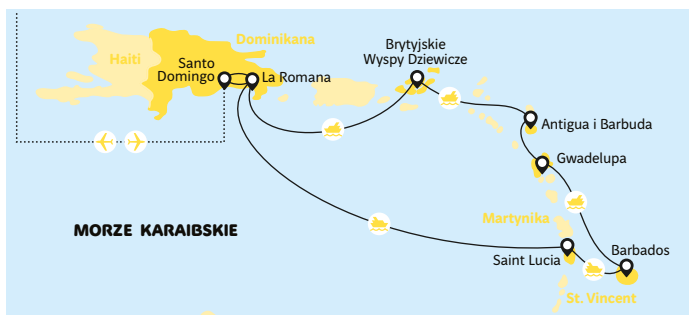 Dominikana
Haiti
Santo
Domingo
La Romana
Brytyjskie
Wyspy Dziewicze
Antigua i Barbuda
Gwadelupa
Martynika
MORZE KARAIBSKIE
Saint Lucia
Barbados
St. Vincent